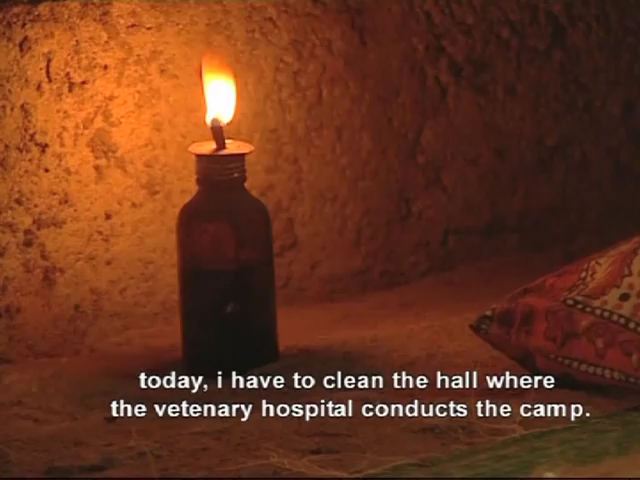 today, i have to clean the hall where
the vetenary hospital conducts the camp.